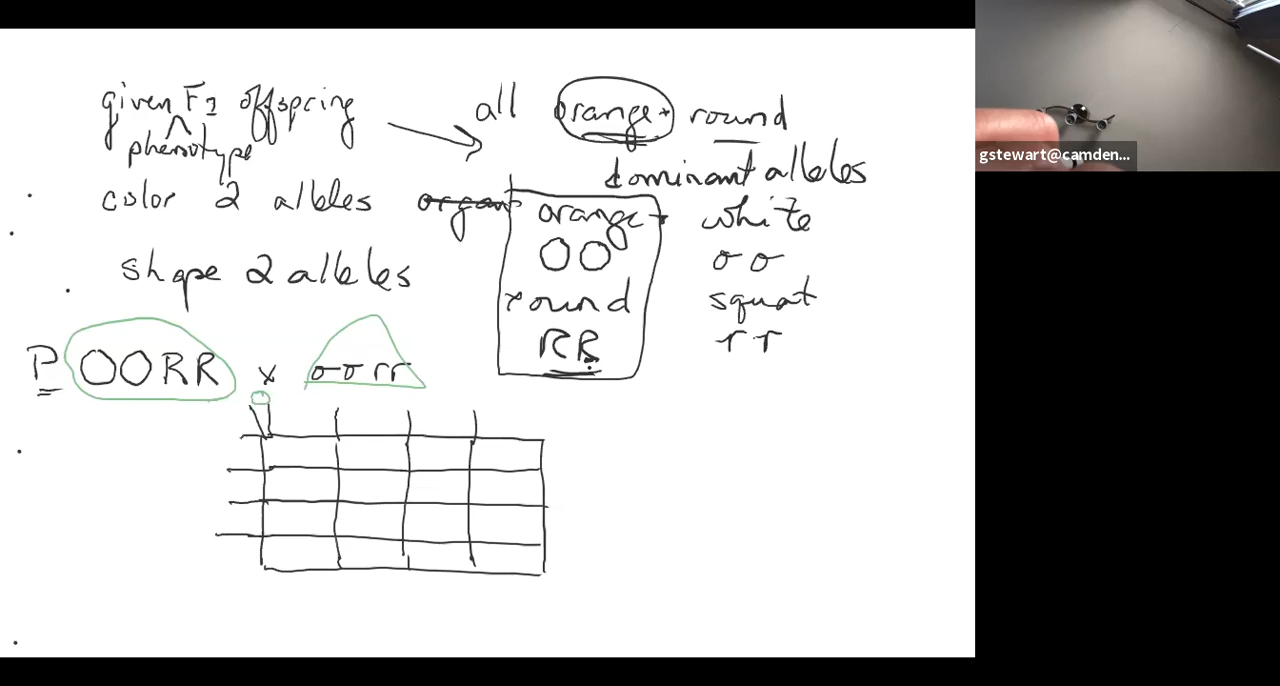 given F1 offspring
phenotype
all orange + round
dominant alleles
color 2 alleles orange + white
OO oo
shape 2 alleles round squat
RR rr
P OORR x oorr
gstewart@camden...